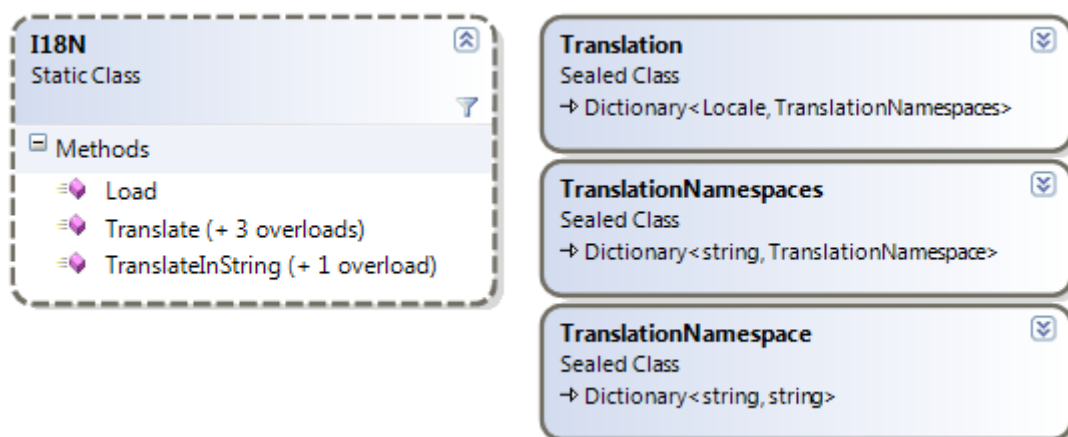 I18N
Static Class
Methods
Load
Translate (+ 3 overloads)
TranslateInString (+ 1 overload)
Translation
Sealed Class
Dictionary<Locale, TranslationNamespaces>
TranslationNamespaces
Sealed Class
Dictionary<string, TranslationNamespace>
TranslationNamespace
Sealed Class
Dictionary<string, string>